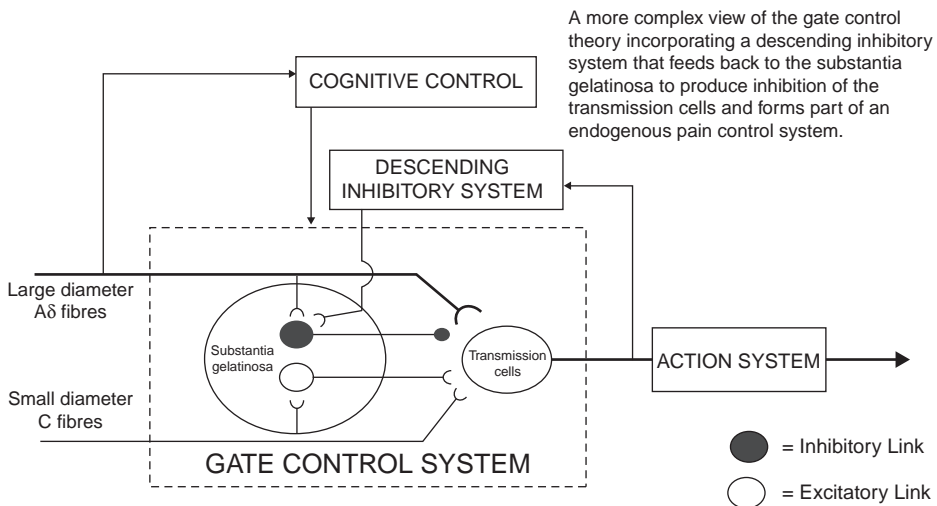 A more complex view of the gate control
theory incorporating a descending inhibitory
system that feeds back to the substantia
gelatinosa to produce inhibition of the
transmission cells and forms part of an
endogenous pain control system.
COGNITIVE CONTROL
DESCENDING
INHIBITORY SYSTEM
Large diameter
Aδ fibres
Substantia
gelatinosa
Transmission
cells
ACTION SYSTEM
Small diameter
C fibres
GATE CONTROL SYSTEM
= Inhibitory Link
= Excitatory Link